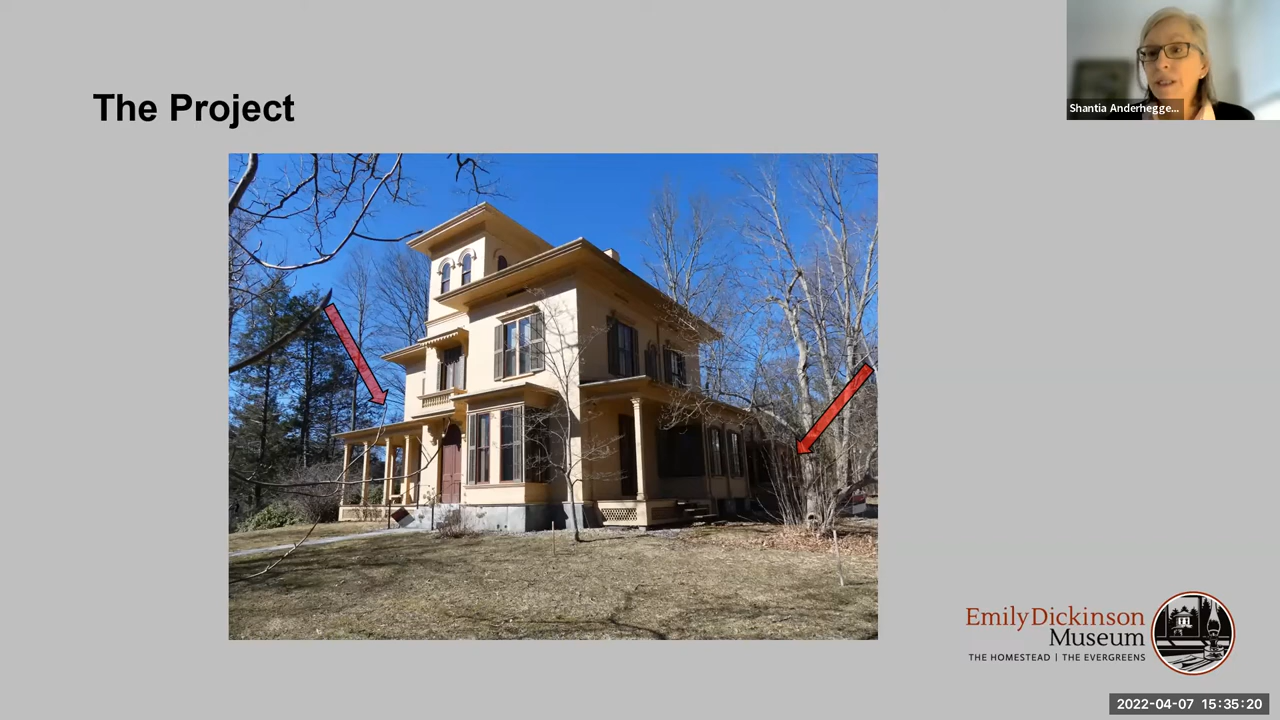 The Project
Shantia Anderhegge...
Emily Dickinson
Museum
THE HOMESTEAD | THE EVERGREENS
2022-04-07 15:35:20